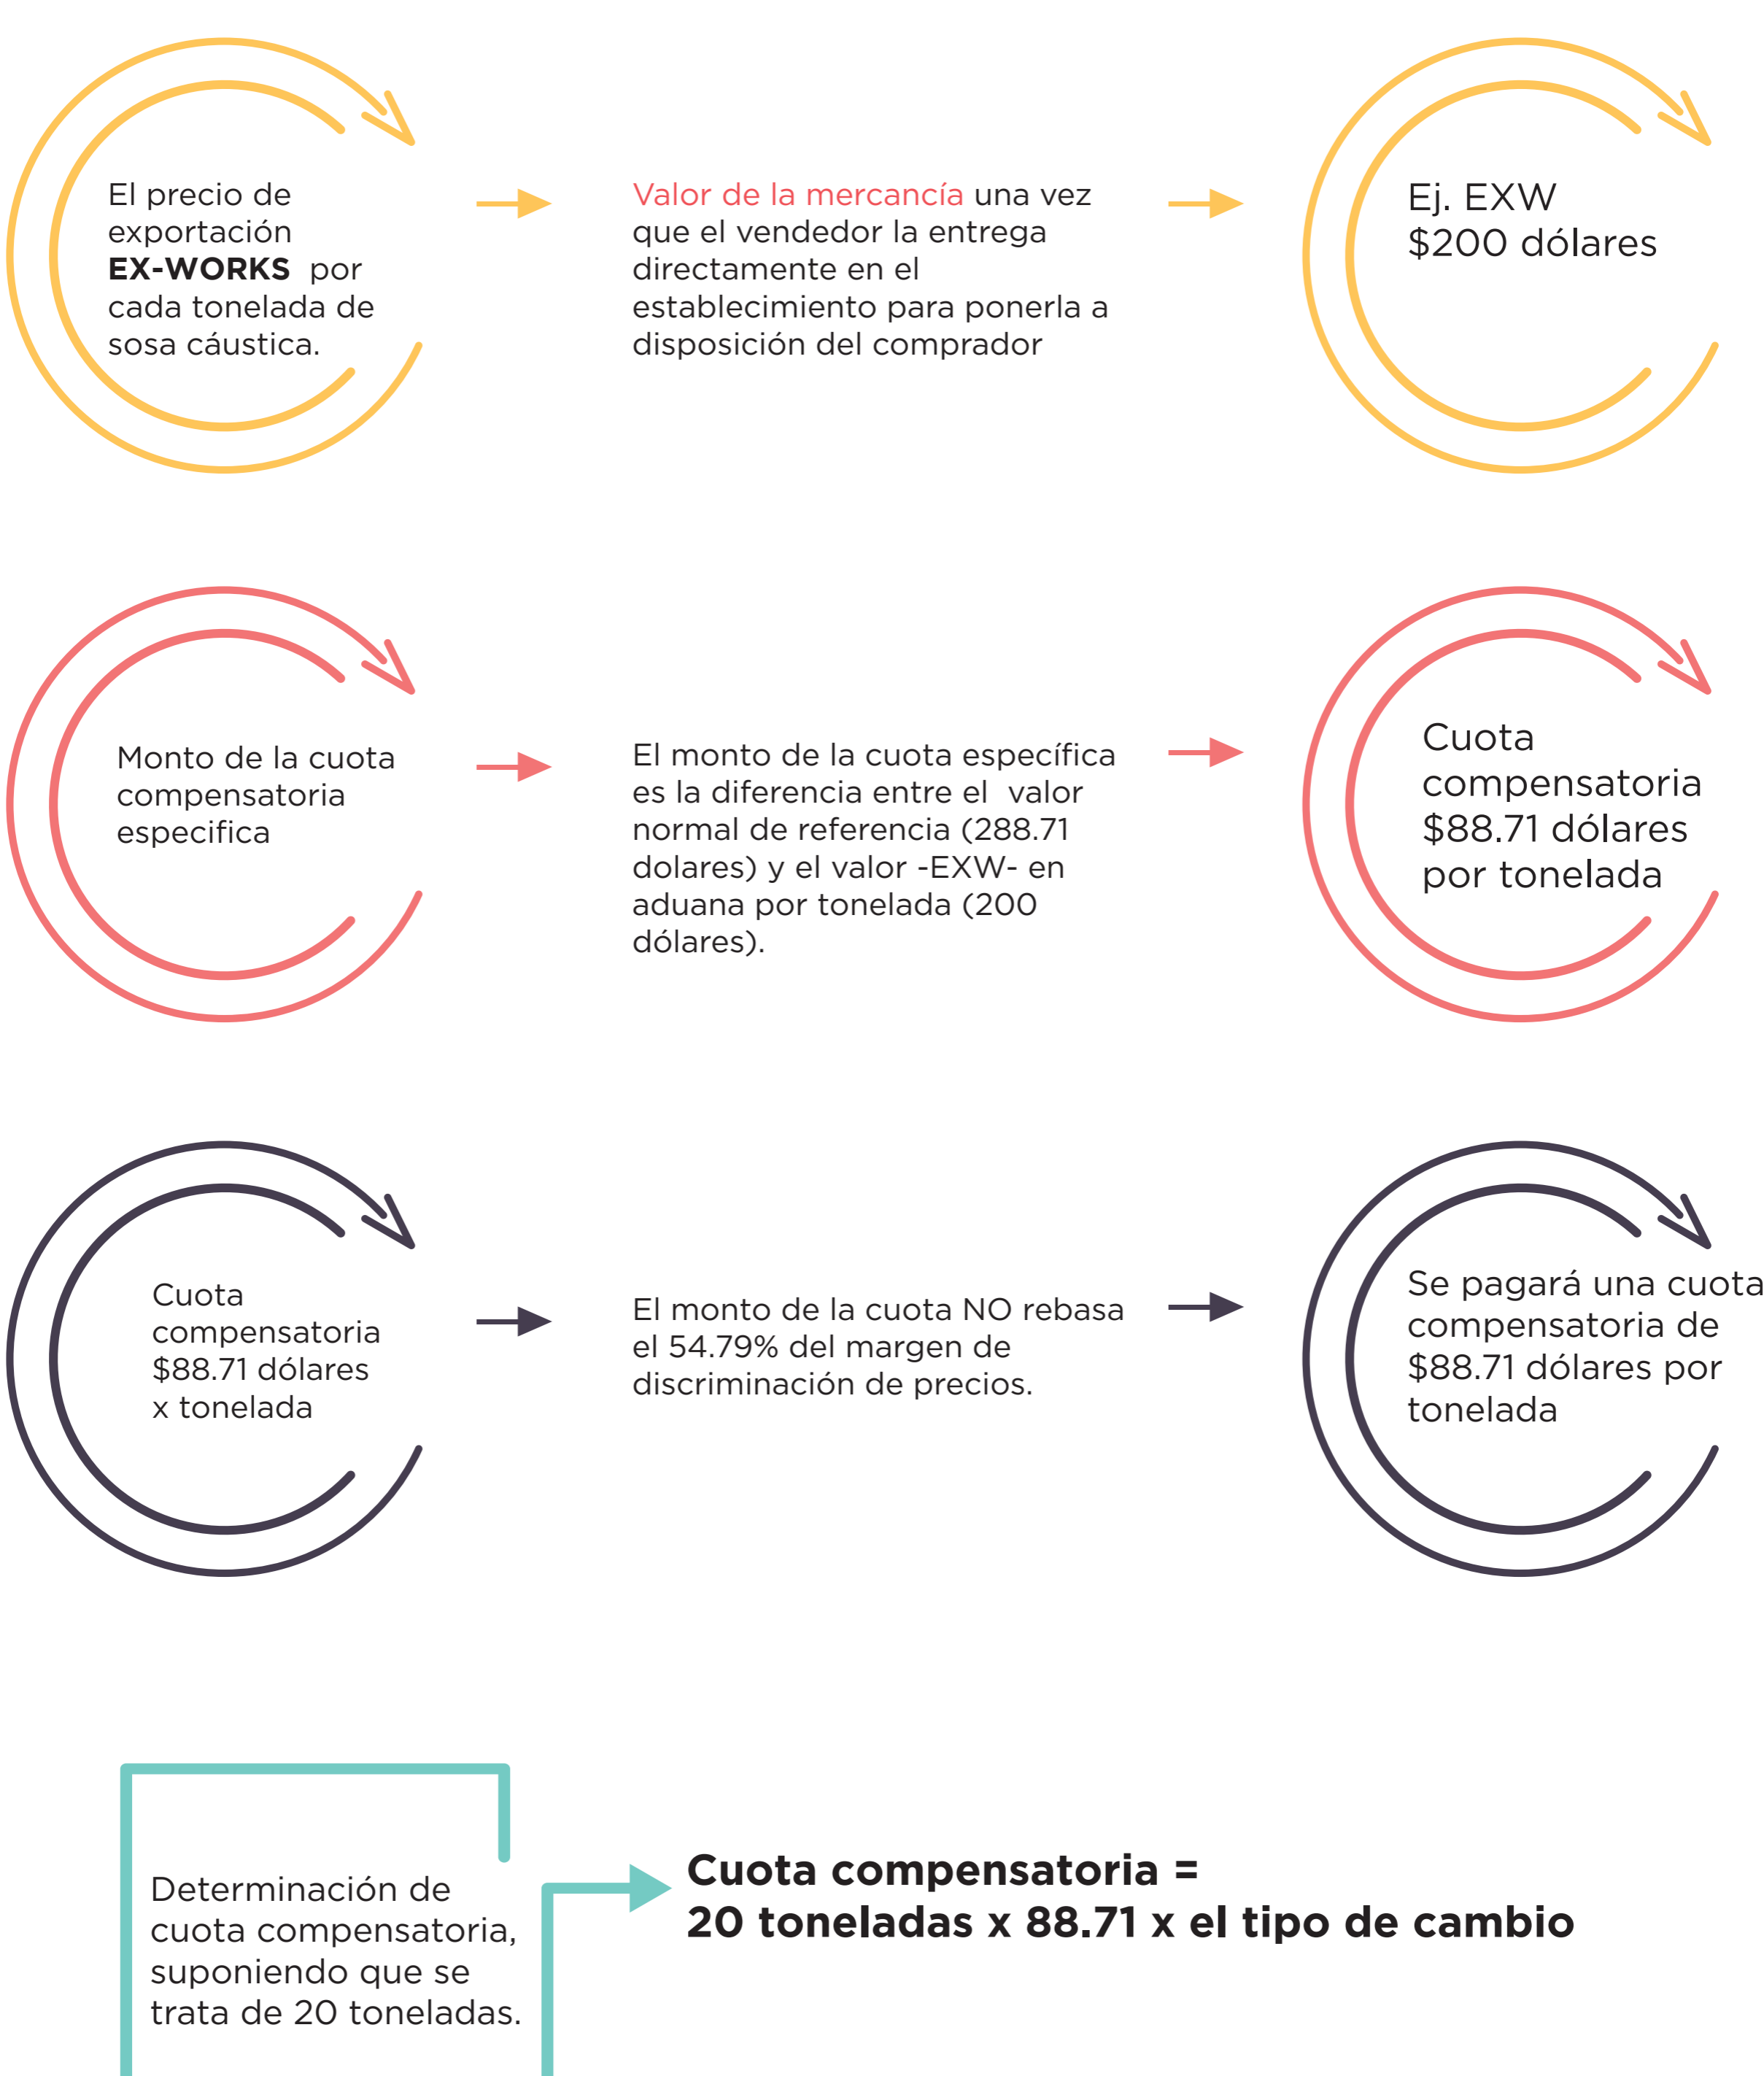 El precio de
exportación
EX-WORKS por
cada tonelada de
sosa cáustica.
Valor de la mercancía una vez
que el vendedor la entrega
directamente en el
establecimiento para ponerla a
disposición del comprador
Ej. EXW
$200 dólares
Monto de la cuota
compensatoria
especifica
El monto de la cuota específica
es la diferencia entre el valor
normal de referencia (288.71
dolares) y el valor -EXW- en
aduana por tonelada (200
dólares).
Cuota
compensatoria
$88.71 dólares
por tonelada
Cuota
compensatoria
$88.71 dólares
x tonelada
El monto de la cuota NO rebasa
el 54.79% del margen de
discriminación de precios.
Se pagará una cuota
compensatoria de
$88.71 dólares por
tonelada
Determinación de
cuota compensatoria,
suponiendo que se
trata de 20 toneladas.
Cuota compensatoria =
20 toneladas x 88.71 x el tipo de cambio